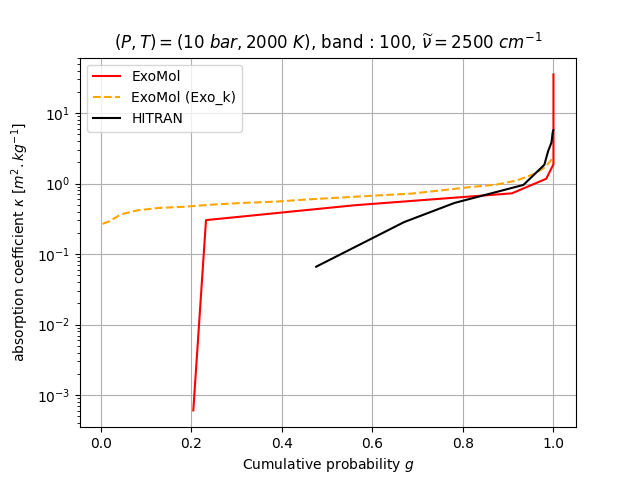 (P, T) = (10 bar, 2000 K), band : 100, ν̃ = 2500 cm⁻¹
ExoMol
ExoMol (Exo_k)
HITRAN
absorption coefficient κ [m².kg⁻¹]
10¹
10⁰
10⁻¹
10⁻²
10⁻³
0.0 0.2 0.4 0.6 0.8 1.0
Cumulative probability g